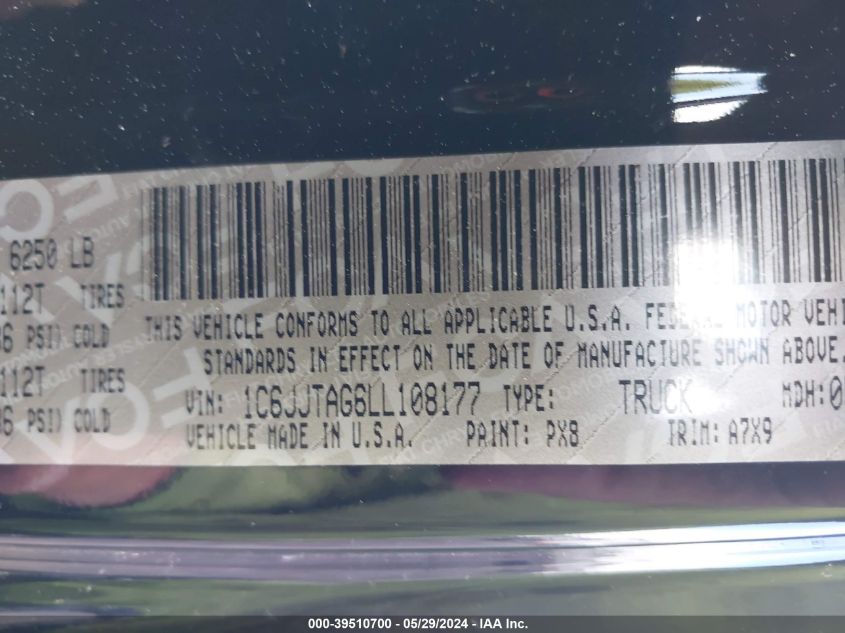 6250 LB
112T TIRES
PSI) COLD
112T TIRES
PSI) COLD
THIS VEHICLE CONFORMS TO ALL APPLICABLE U.S.A. FEDERAL MOTOR VEHI
STANDARDS IN EFFECT ON THE DATE OF MANUFACTURE SHOWN ABOVE.
VIN: 1C6JJTAG6LL108177 TYPE: TRUCK MDH:0
VEHICLE MADE IN U.S.A. PAINT: PX8 TRIM: A7X9
000-39510700 - 05/29/2024 - IAA Inc.